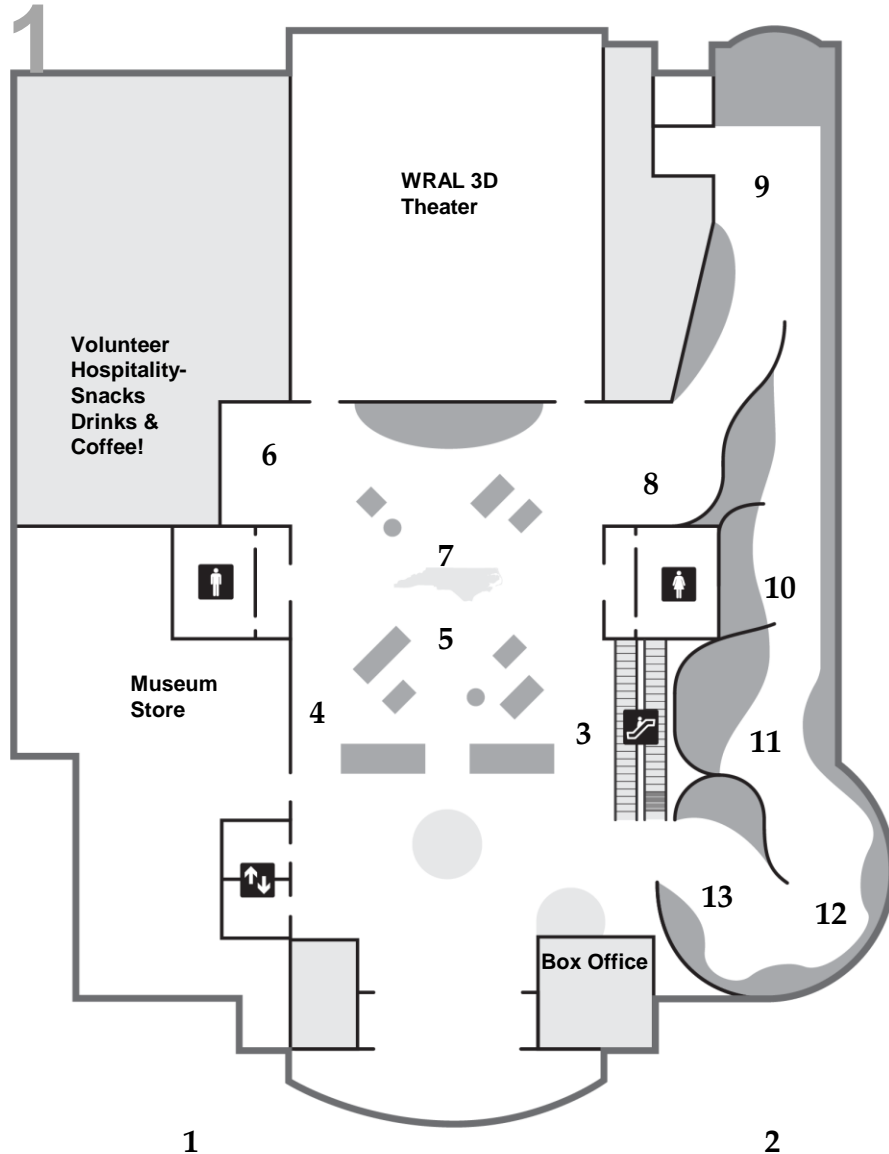 1
WRAL 3D
Theater
9
Volunteer
Hospitality-
Snacks
Drinks &
Coffee!
6
8
7
10
5
Museum
Store
4
3
11
13
12
Box Office
1
2